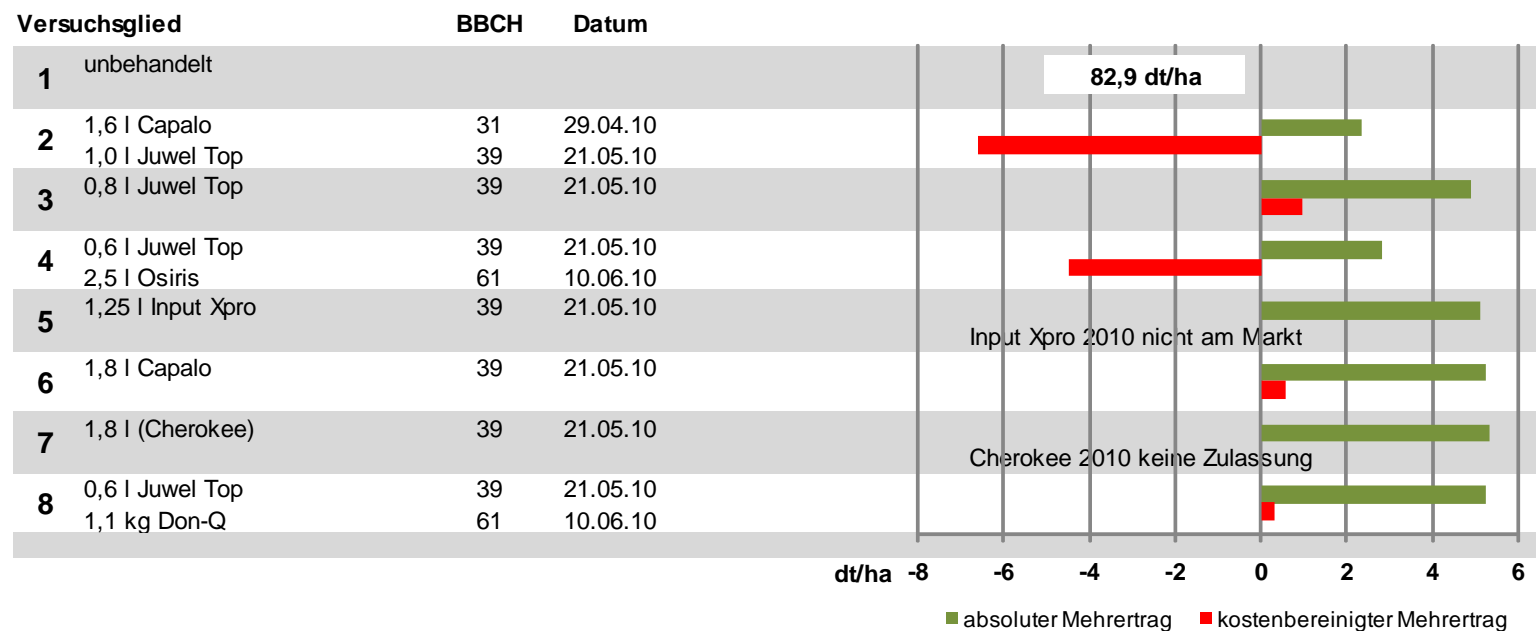 Versuchsglied BBCH Datum
1 unbehandelt 82,9 dt/ha
2 1,6 l Capalo 31 29.04.10
1,0 l Juwel Top 39 21.05.10
3 0,8 l Juwel Top 39 21.05.10
4 0,6 l Juwel Top 39 21.05.10
2,5 l Osiris 61 10.06.10
5 1,25 l Input Xpro 39 21.05.10
Input Xpro 2010 nicht am Markt
6 1,8 l Capalo 39 21.05.10
7 1,8 l (Cherokee) 39 21.05.10
Cherokee 2010 keine Zulassung
8 0,6 l Juwel Top 39 21.05.10
1,1 kg Don-Q 61 10.06.10
dt/ha -8 -6 -4 -2 0 2 4 6
absoluter Mehrertrag kostenbereinigter Mehrertrag